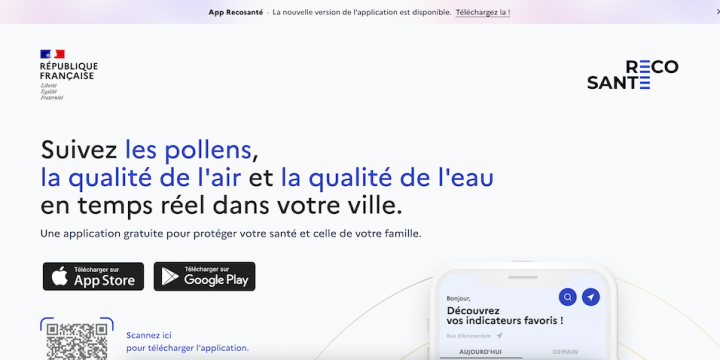 App Recosanté - La nouvelle version de l'application est disponible. Téléchargez la !
RÉPUBLIQUE
FRANÇAISE
Liberté
Égalité
Fraternité
RECO
SANTE
Suivez les pollens,
la qualité de l'air et la qualité de l'eau
en temps réel dans votre ville.
Une application gratuite pour protéger votre santé et celle de votre famille.
Télécharger sur
App Store
Télécharger sur
Google Play
Scannez ici
pour télécharger l'application.
Bonjour,
Découvrez
vos indicateurs favoris !
Rue d'Amsterdam
AUJOURD'HUI
DEMAIN